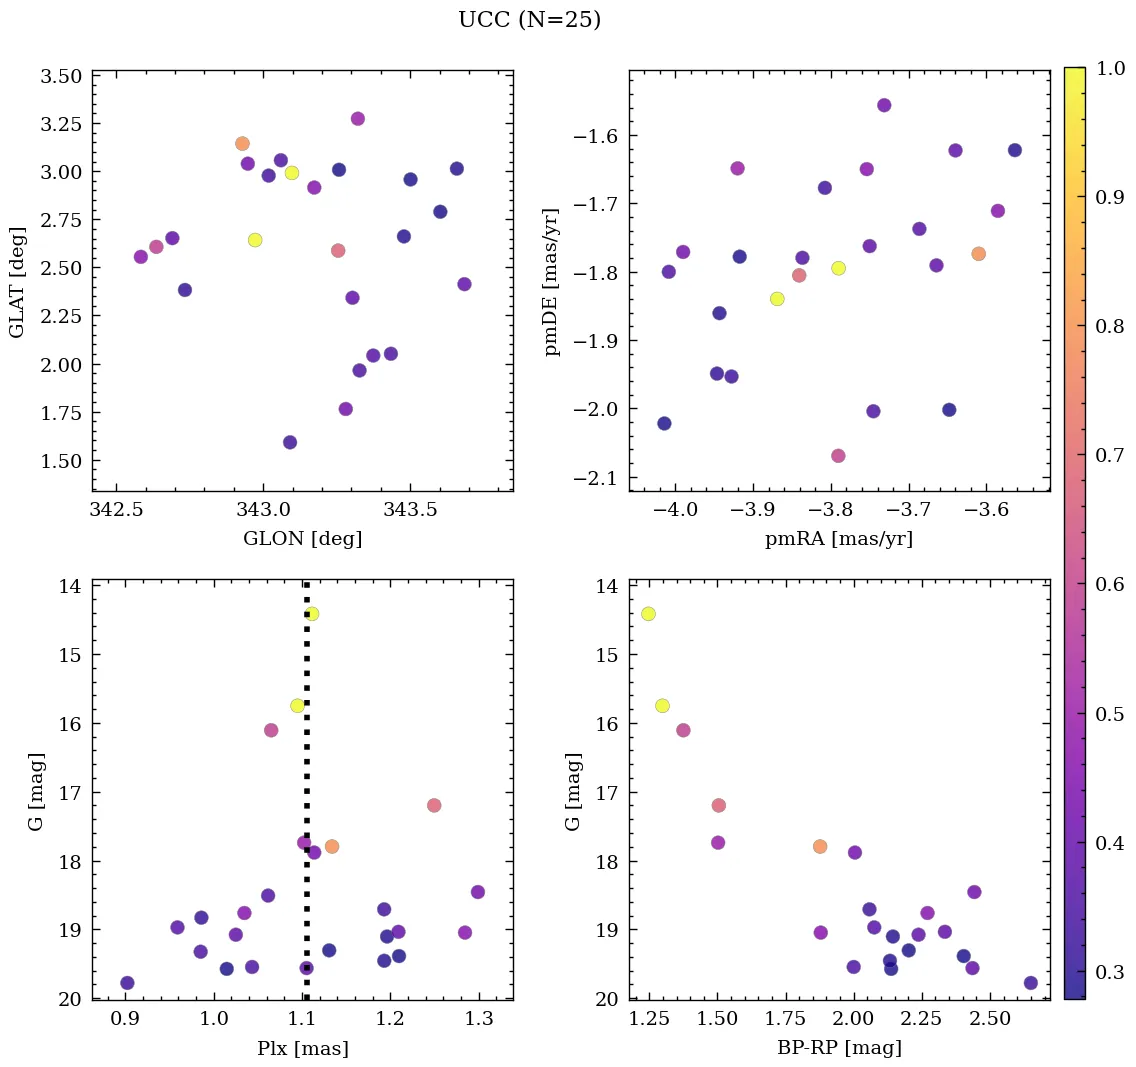 UCC (N=25)
3.50
3.25
3.00
2.75
2.50
2.25
2.00
1.75
1.50
GLAT [deg]
342.5 343.0 343.5
GLON [deg]
−1.6
−1.7
−1.8
−1.9
−2.0
−2.1
pmDE [mas/yr]
−4.0 −3.9 −3.8 −3.7 −3.6
pmRA [mas/yr]
14
15
16
17
18
19
20
G [mag]
0.9 1.0 1.1 1.2 1.3
Plx [mas]
14
15
16
17
18
19
20
G [mag]
1.25 1.50 1.75 2.00 2.25 2.50
BP-RP [mag]
1.0
0.9
0.8
0.7
0.6
0.5
0.4
0.3